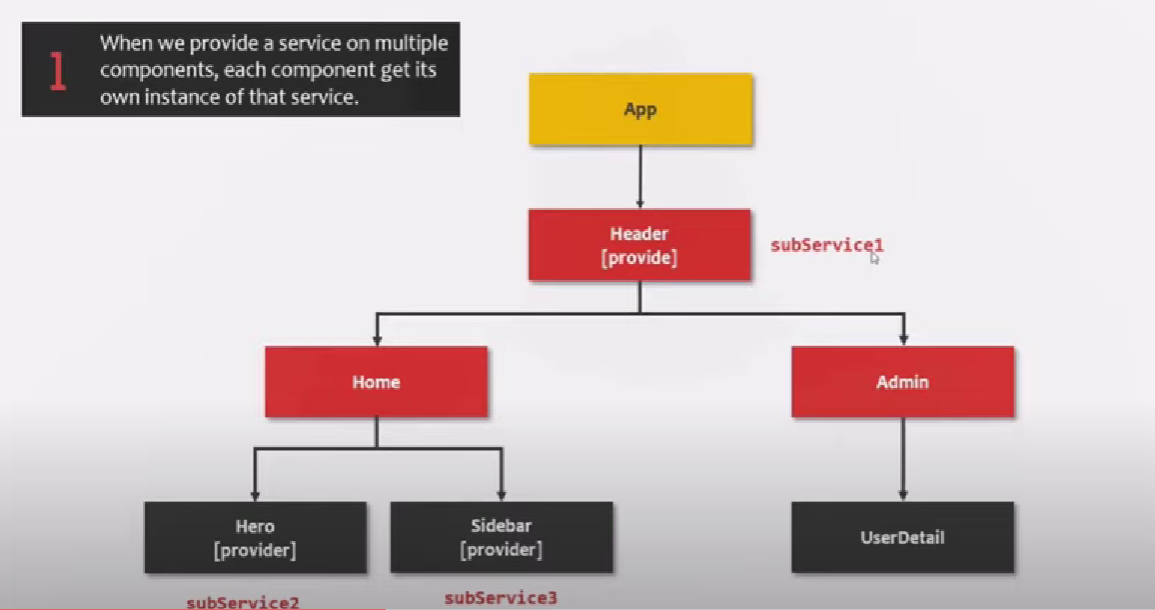 1
When we provide a service on multiple
components, each component get its
own instance of that service.
App
Header
[provide]
subService1
Home
Admin
Hero
[provider]
Sidebar
[provider]
UserDetail
subService2
subService3